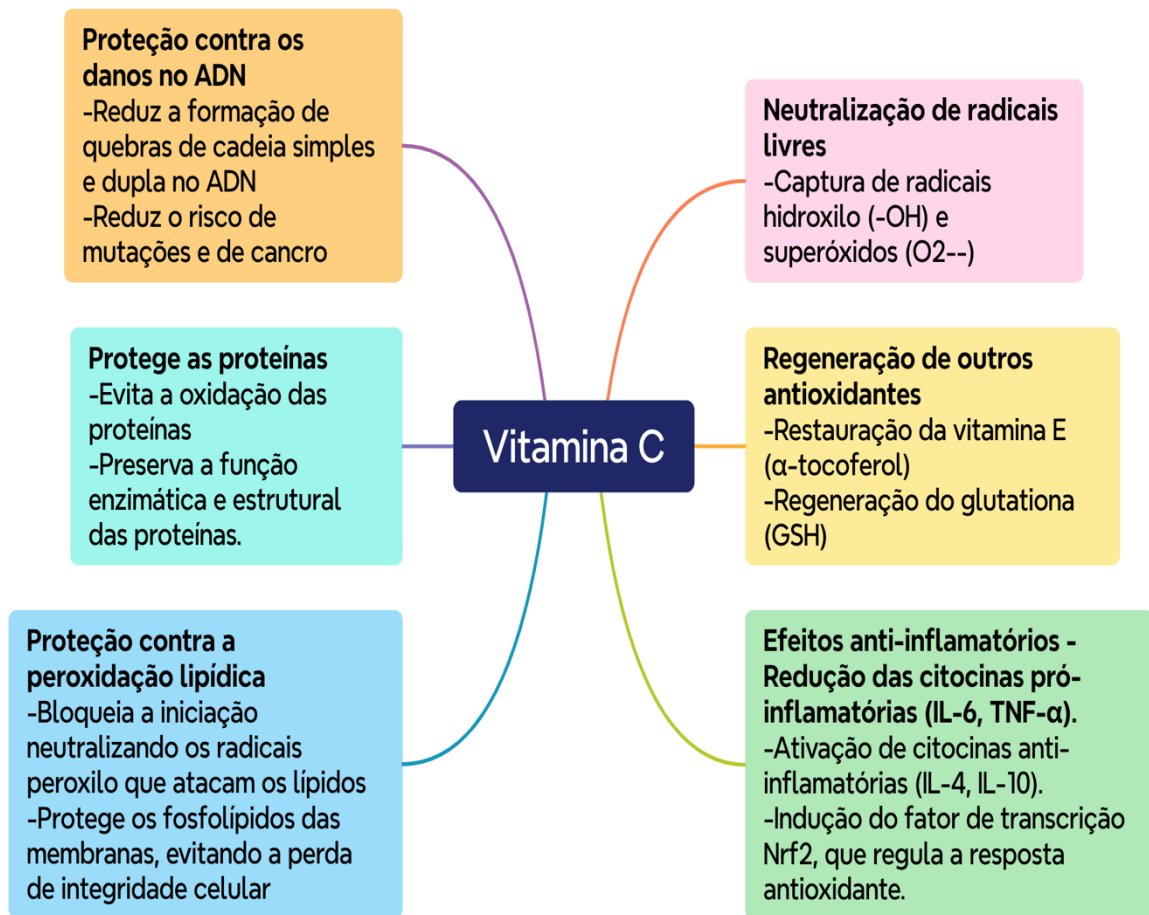 Proteção contra os
danos no ADN
-Reduz a formação de
quebras de cadeia simples
e dupla no ADN
-Reduz o risco de
mutações e de cancro
Protege as proteínas
-Evita a oxidação das
proteínas
-Preserva a função
enzimática e estrutural
das proteínas.
Proteção contra a
peroxidação lipídica
-Bloqueia a iniciação
neutralizando os radicais
peroxilo que atacam os lípidos
-Protege os fosfolípidos das
membranas, evitando a perda
de integridade celular
Vitamina C
Neutralização de radicais
livres
-Captura de radicais
hidroxilo (-OH) e
superóxidos (O2--)
Regeneração de outros
antioxidantes
-Restauração da vitamina E
(α-tocoferol)
-Regeneração do glutationa
(GSH)
Efeitos anti-inflamatórios -
Redução das citocinas pró-
inflamatórias (IL-6, TNF-α).
-Ativação de citocinas anti-
inflamatórias (IL-4, IL-10).
-Indução do fator de transcrição
Nrf2, que regula a resposta
antioxidante.